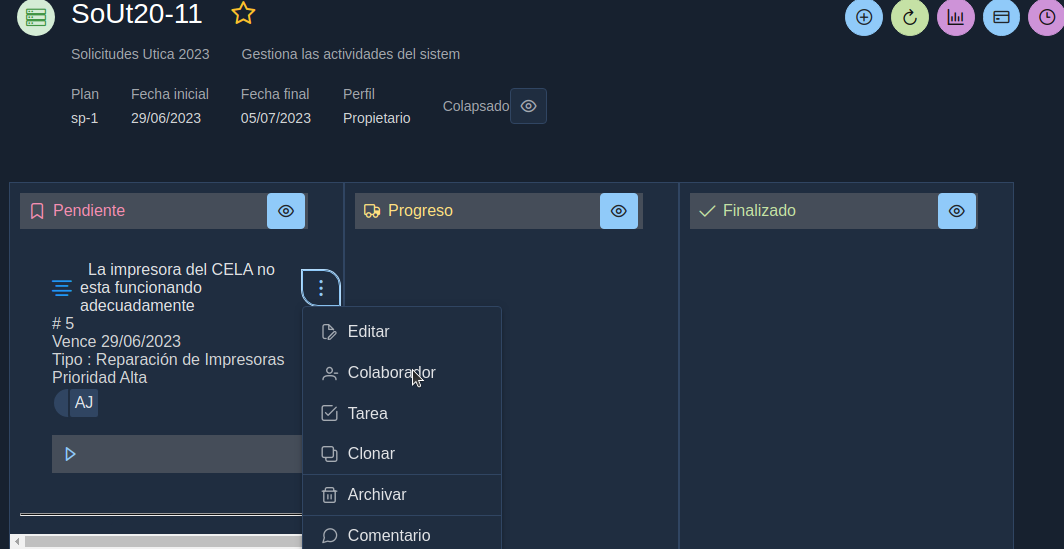 SoUt20-11
Solicitudes Utica 2023 Gestiona las actividades del sistem
Plan Fecha inicial Fecha final Perfil
sp-1 29/06/2023 05/07/2023 Propietario
Colapsado
Pendiente Progreso Finalizado
La impresora del CELA no
esta funcionando
adecuadamente
# 5
Vence 29/06/2023
Tipo : Reparación de Impresoras
Prioridad Alta
AJ
Editar
Colaborador
Tarea
Clonar
Archivar
Comentario